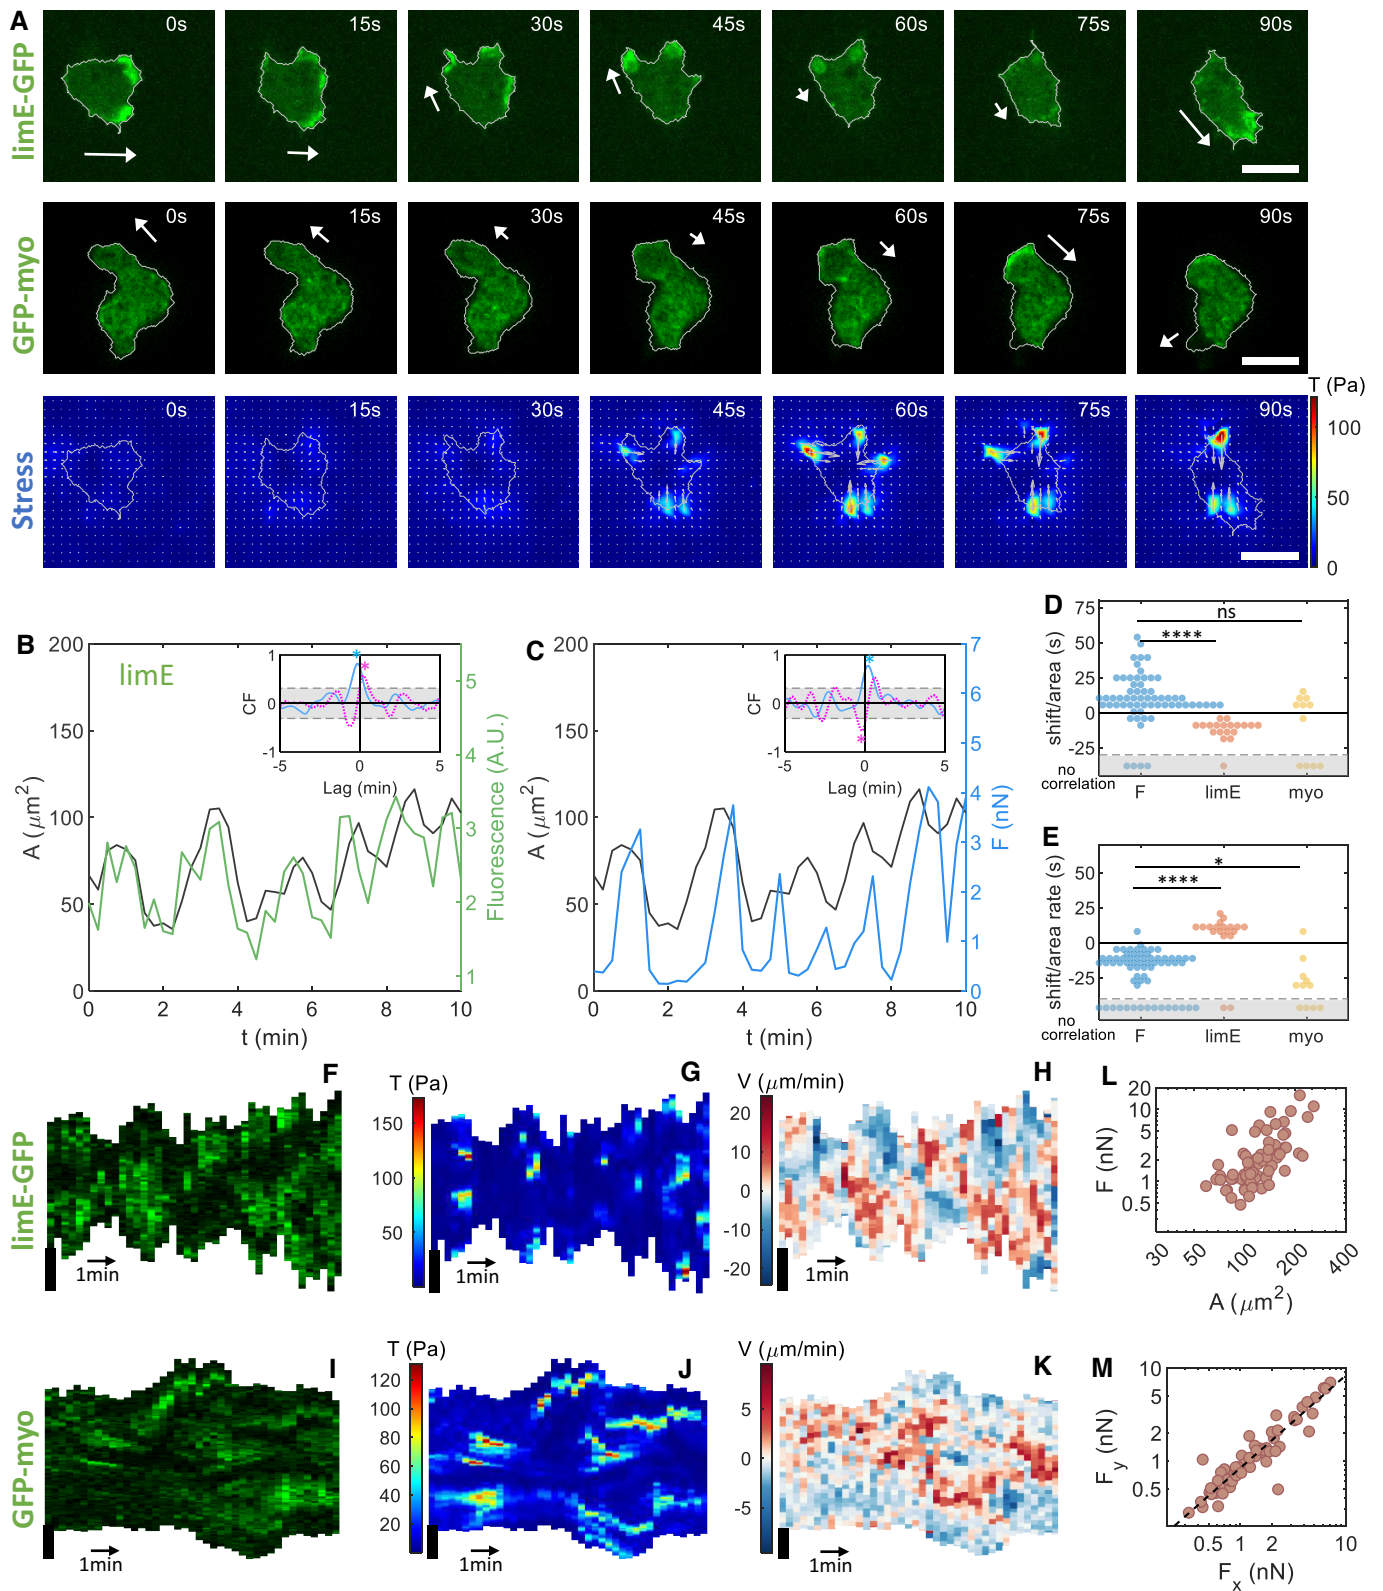 A
limE-GFP
0s
15s
30s
45s
60s
75s
90s
GFP-myo
0s
15s
30s
45s
60s
75s
90s
Stress
0s
15s
30s
45s
60s
75s
90s
T (Pa)
100
50
0
B
limE
A (μm²)
200
150
100
50
0
0
2
4
6
8
10
t (min)
Fluorescence (A.U.)
5
4
3
2
1
CF
1
0
-1
-5
0
5
Lag (min)
*
*
C
A (μm²)
200
150
100
50
0
0
2
4
6
8
10
t (min)
F (nN)
7
6
5
4
3
2
1
0
CF
1
0
-1
-5
0
5
Lag (min)
*
*
D
shift/area (s)
75
50
25
0
-25
no
correlation
ns
****
F
limE
myo
E
shift/area rate (s)
50
25
0
-25
no
correlation
*
****
F
limE
myo
F
limE-GFP
1min
G
T (Pa)
150
100
50
1min
H
V (μm/min)
20
10
0
-10
-20
1min
L
F (nN)
20
10
5
2
1
0.5
30
50
100
200
400
A (μm²)
I
GFP-myo
1min
J
T (Pa)
120
100
80
60
40
20
1min
K
V (μm/min)
5
0
-5
1min
M
Fy (nN)
10
5
2
1
0.5
0.5
1
2
10
Fx (nN)